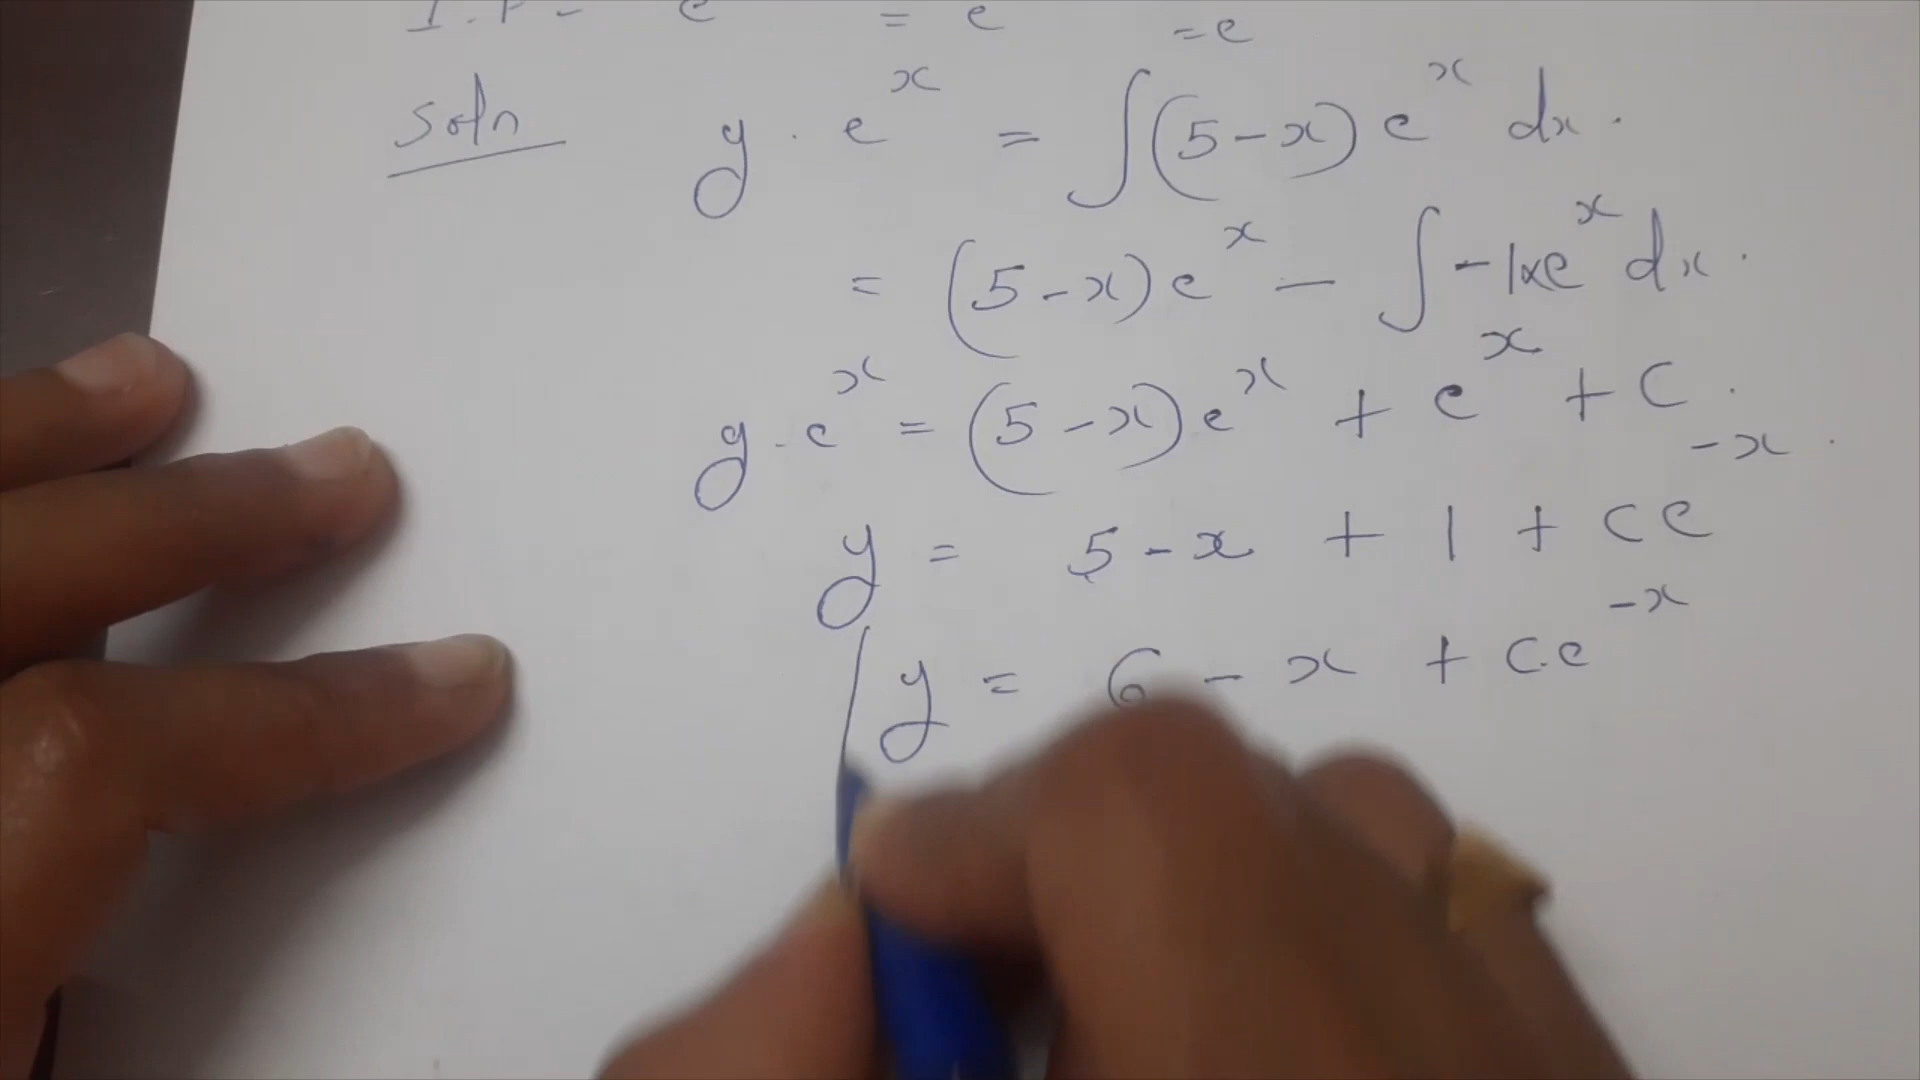 I.F = e = e = e
Soln y . e^x = ∫(5-x) e^x dx.
= (5-x) e^x - ∫ -1×e^x dx.
y . e^x = (5-x) e^x + e^x + C.
y = 5-x + 1 + ce^-x.
y = 6 - x + c.e^-x